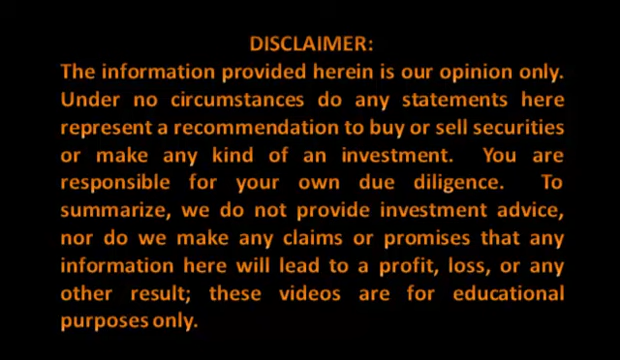 DISCLAIMER:
The information provided herein is our opinion only.
Under no circumstances do any statements here
represent a recommendation to buy or sell securities
or make any kind of an investment. You are
responsible for your own due diligence. To
summarize, we do not provide investment advice,
nor do we make any claims or promises that any
information here will lead to a profit, loss, or any
other result; these videos are for educational
purposes only.